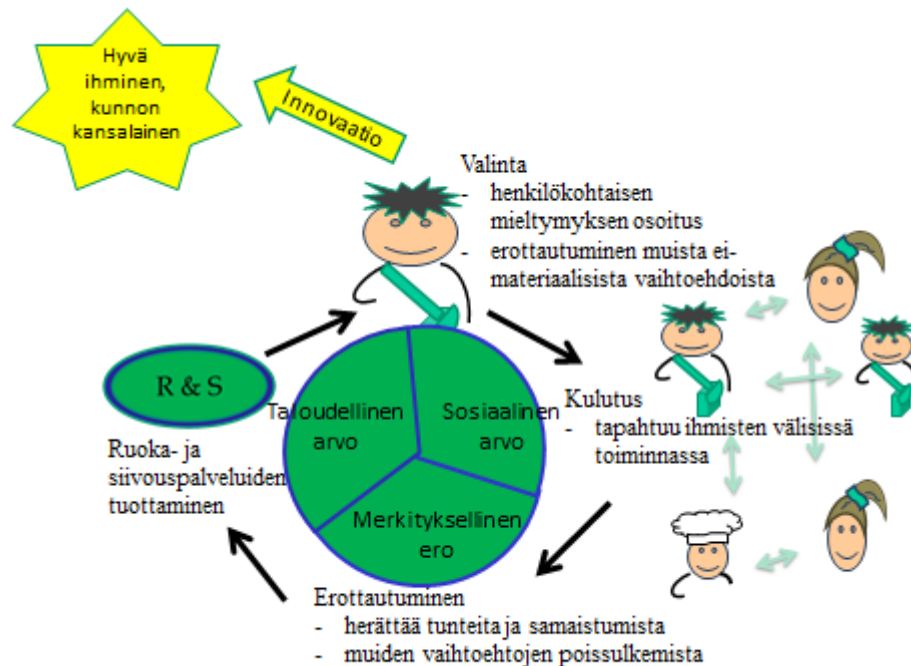 Hyvä
ihminen,
kunnon
kansalainen
Innovaatio
Valinta
- henkilökohtaisen
mieltymyksen osoitus
- erottautuminen muista ei-
materiaalisista vaihtoehdoista
R & S
Ruoka- ja
siivouspalveluiden
tuottaminen
Taloudellinen
arvo
Sosiaalinen
arvo
Merkityksellinen
ero
Kulutus
- tapahtuu ihmisten välisissä
toiminnassa
Erottautuminen
- herättää tunteita ja samaistumista
- muiden vaihtoehtojen poissulkemista